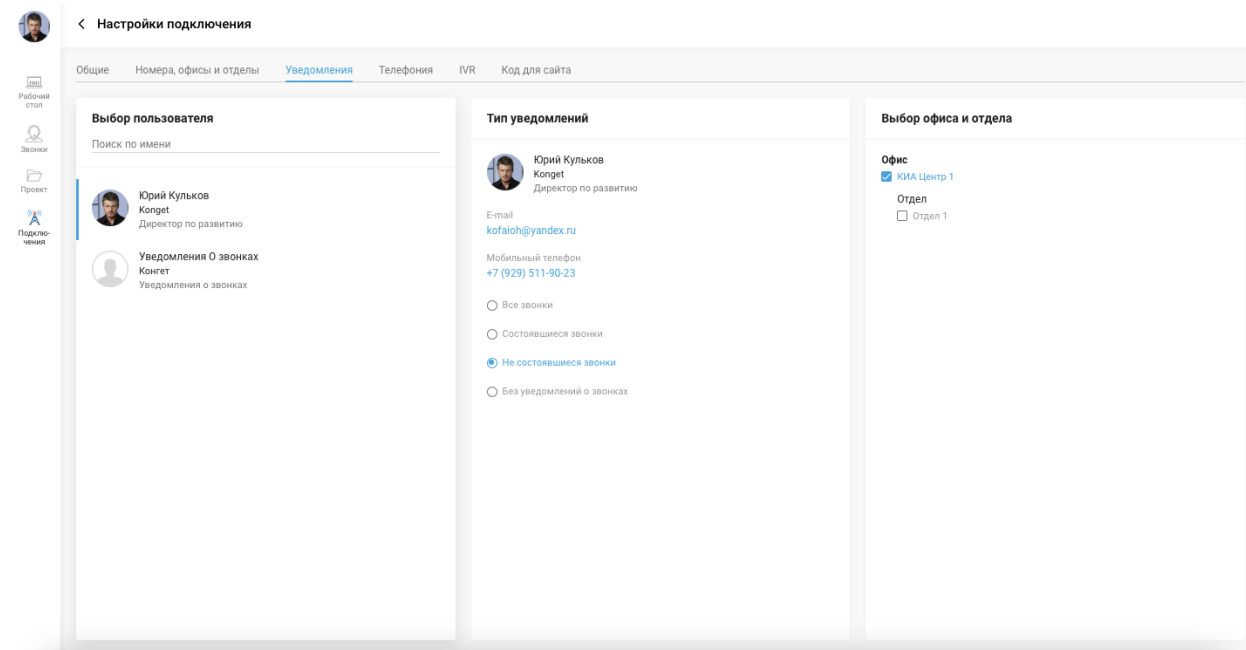 Настройки подключения
Рабочий
стол
Звонки
Проект
Подклю-
чения
Общие
Номера, офисы и отделы
Уведомления
Телефония
IVR
Код для сайта
Выбор пользователя
Поиск по имени
Юрий Кульков
Konget
Директор по развитию
Уведомления О звонках
Конгет
Уведомления о звонках
Тип уведомлений
Юрий Кульков
Konget
Директор по развитию
E-mail
kofaioh@yandex.ru
Мобильный телефон
+7 (929) 511-90-23
Все звонки
Состоявшиеся звонки
Не состоявшиеся звонки
Без уведомлений о звонках
Выбор офиса и отдела
Офис
КИА Центр 1
Отдел
Отдел 1